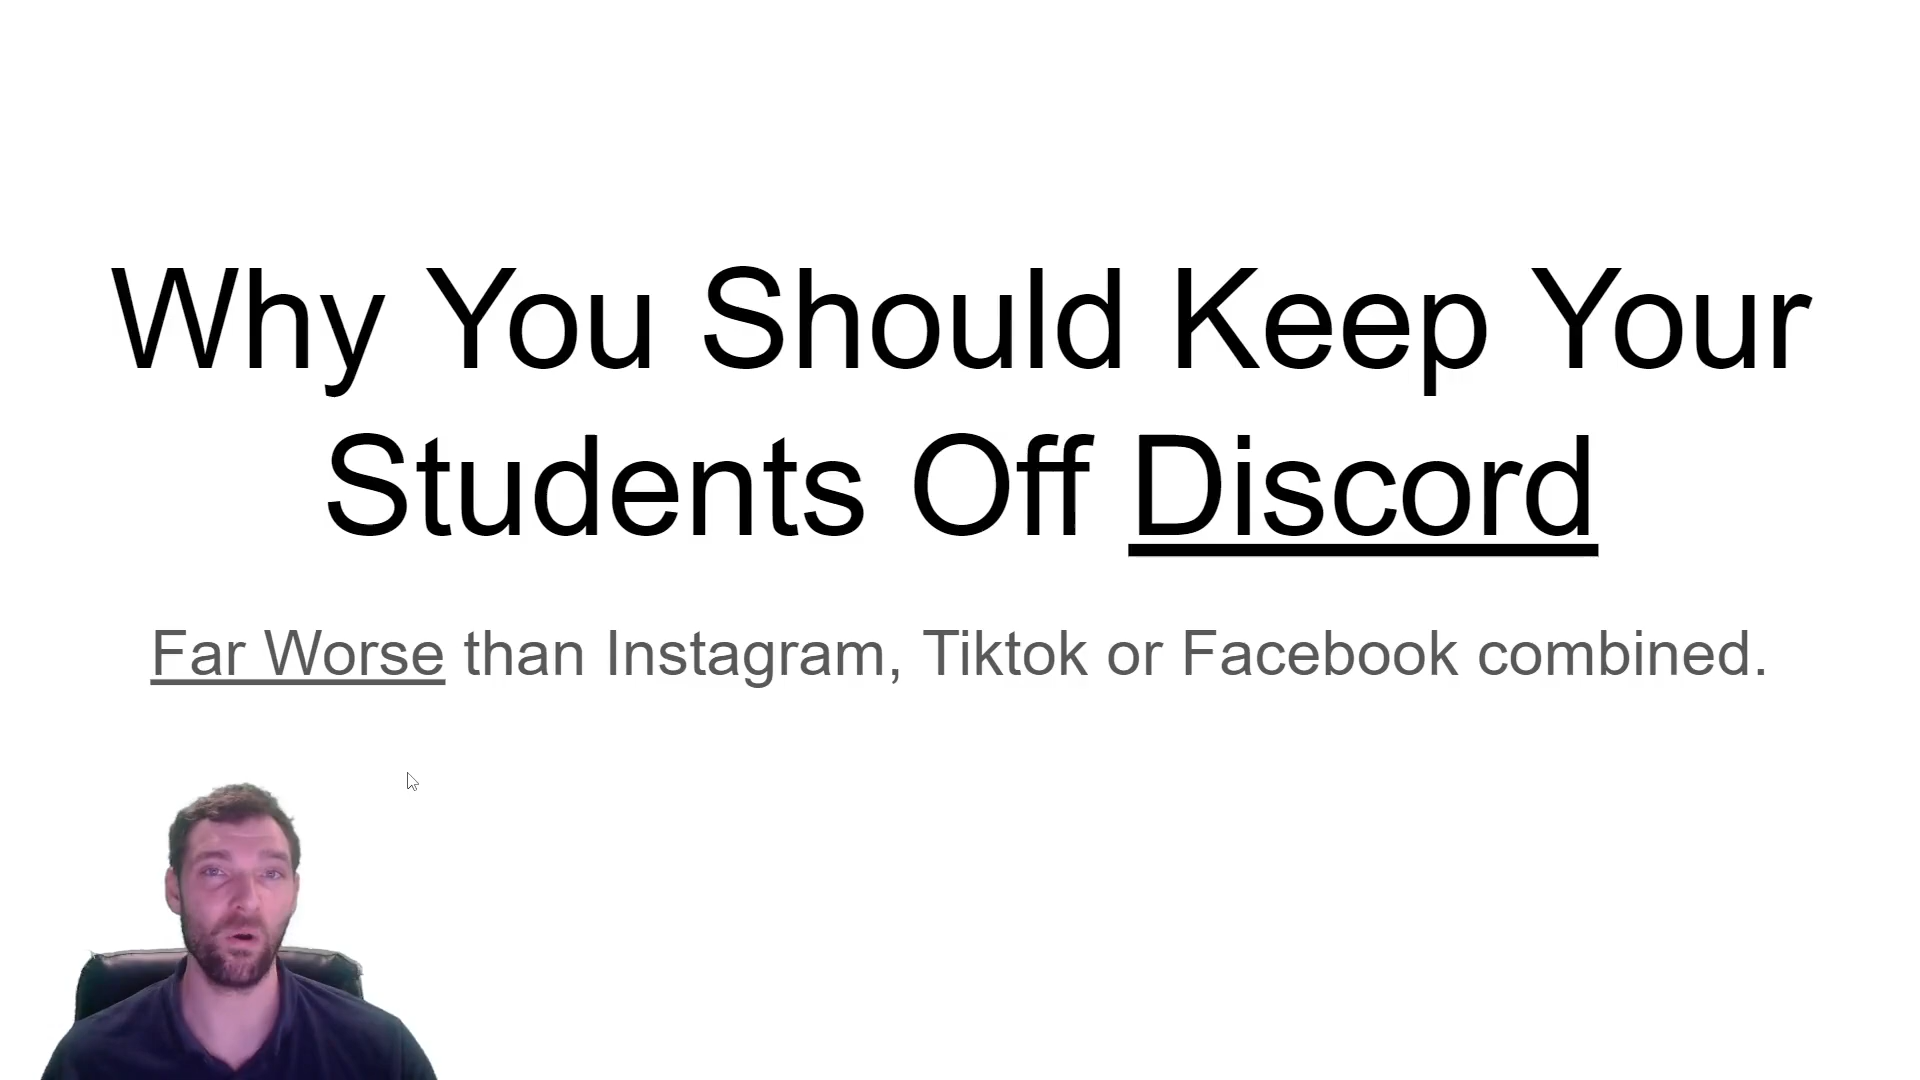 Why You Should Keep Your
Students Off Discord
Far Worse than Instagram, Tiktok or Facebook combined.